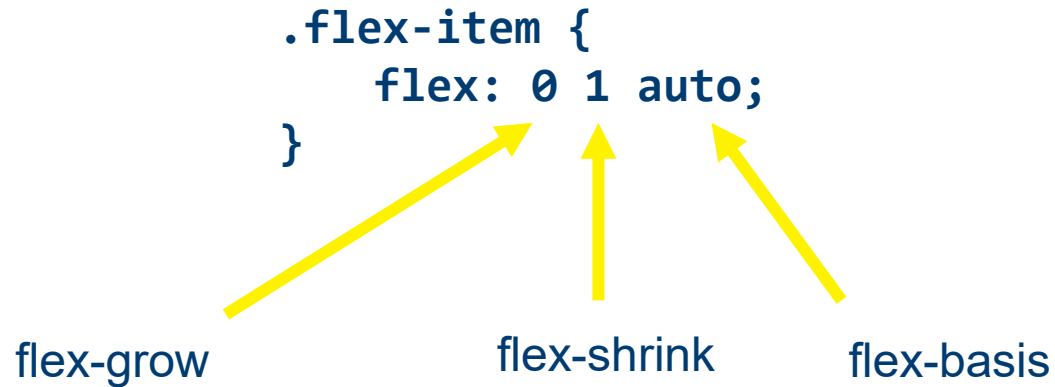 .flex-item {
flex: 0 1 auto;
}
flex-grow
flex-shrink
flex-basis